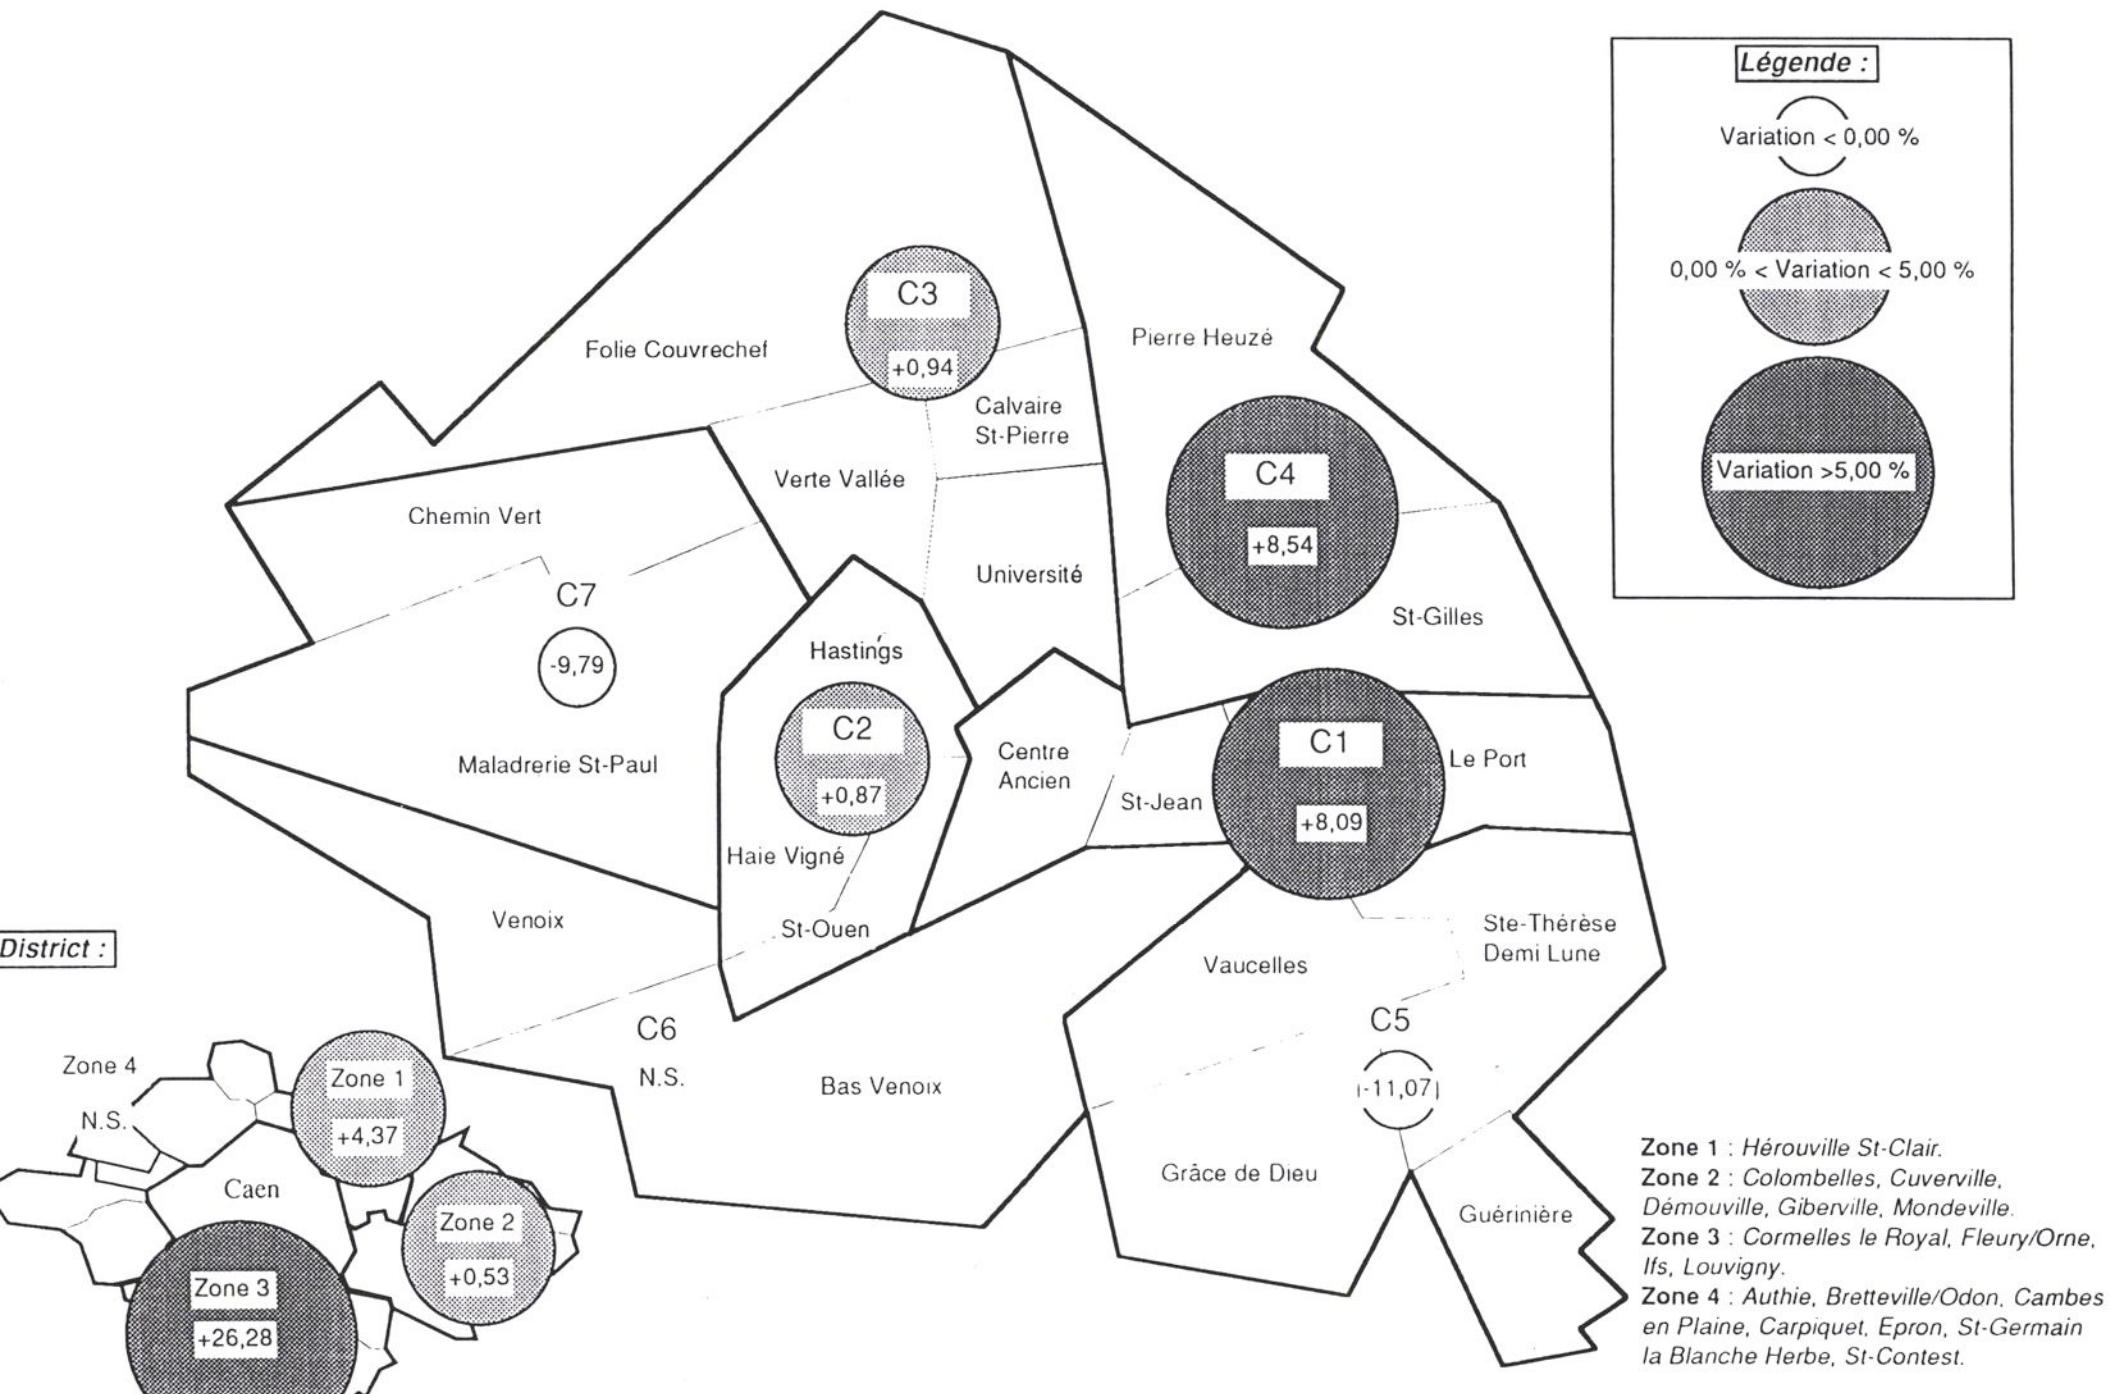 Légende :
Variation < 0,00 %
0,00 % < Variation < 5,00 %
Variation >5,00 %
C3
+0,94
Folie Couvrechef
Pierre Heuzé
Calvaire
St-Pierre
Verte Vallée
C4
+8,54
Chemin Vert
Université
C7
-9,79
St-Gilles
Hastings
C2
+0,87
Maladrerie St-Paul
Centre
Ancien
C1
+8,09
Le Port
St-Jean
Haie Vigné
St-Ouen
Venoix
Vaucelles
Ste-Thérèse
Demi Lune
C6
N.S.
Bas Venoix
C5
-11,07
Grâce de Dieu
Guérinière
District :
Zone 4
N.S.
Zone 1
+4,37
Caen
Zone 2
+0,53
Zone 3
+26,28
Zone 1 : Hérouville St-Clair.
Zone 2 : Colombelles, Cuverville,
Démouville, Giberville, Mondeville.
Zone 3 : Cormelles le Royal, Fleury/Orne,
Ifs, Louvigny.
Zone 4 : Authie, Bretteville/Odon, Cambes
en Plaine, Carpiquet, Epron, St-Germain
la Blanche Herbe, St-Contest.